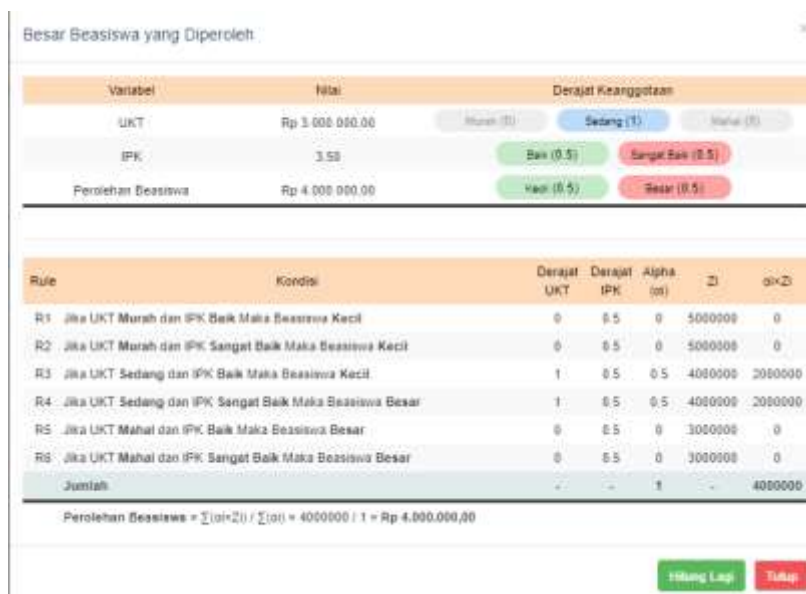 Besar Beasiswa yang Diperoleh
×
Variabel Nilai Derajat Keanggotaan
UKT Rp 3.000.000,00 Murah (0) Sedang (1) Mahal (0)
IPK 3.50 Baik (0.5) Sangat Baik (0.5)
Perolehan Beasiswa Rp 4.000.000,00 Kecil (0.5) Besar (0.5)
Rule Kondisi Derajat UKT Derajat IPK Alpha (αi) Zi αi×Zi
R1 Jika UKT Murah dan IPK Baik Maka Beasiswa Kecil 0 0.5 0 5000000 0
R2 Jika UKT Murah dan IPK Sangat Baik Maka Beasiswa Kecil 0 0.5 0 5000000 0
R3 Jika UKT Sedang dan IPK Baik Maka Beasiswa Kecil 1 0.5 0.5 4000000 2000000
R4 Jika UKT Sedang dan IPK Sangat Baik Maka Beasiswa Besar 1 0.5 0.5 4000000 2000000
R5 Jika UKT Mahal dan IPK Baik Maka Beasiswa Besar 0 0.5 0 3000000 0
R6 Jika UKT Mahal dan IPK Sangat Baik Maka Beasiswa Besar 0 0.5 0 3000000 0
Jumlah - - 1 - 4000000
Perolehan Beasiswa = ∑(αi×Zi) / ∑(αi) = 4000000 / 1 = Rp 4.000.000,00
Hitung Lagi Tutup